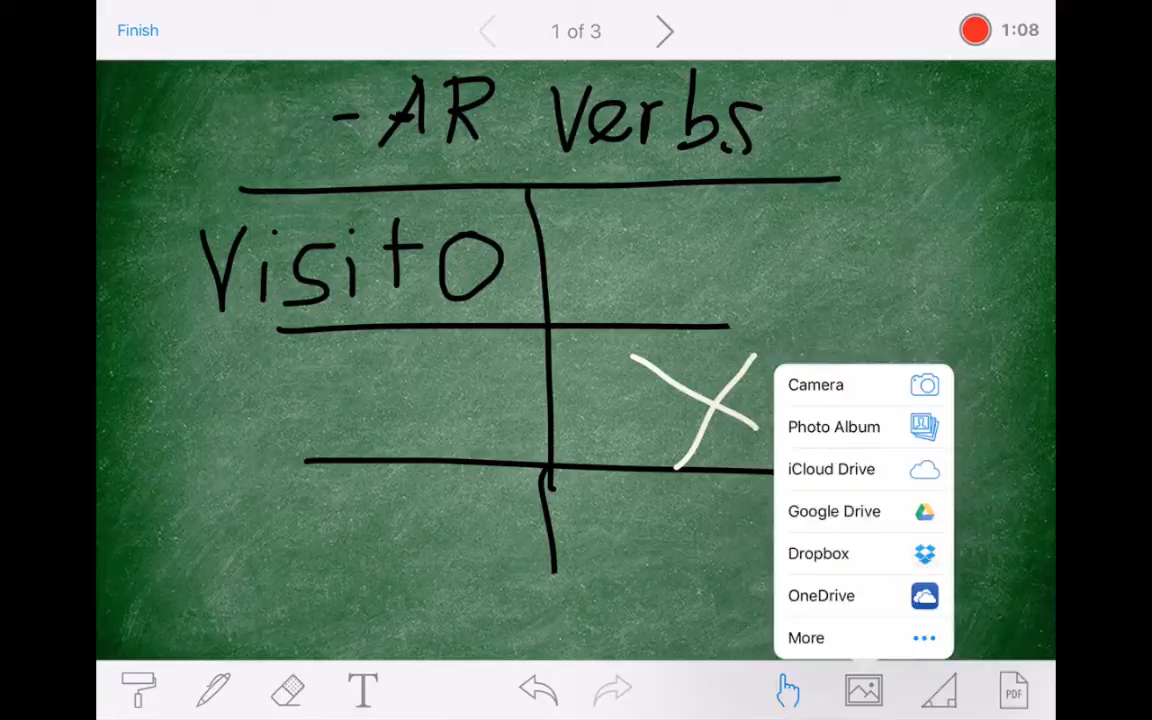 Finish
1 of 3
1:08
-AR Verbs
Visito
X
Camera
Photo Album
iCloud Drive
Google Drive
Dropbox
OneDrive
More
T
PDF